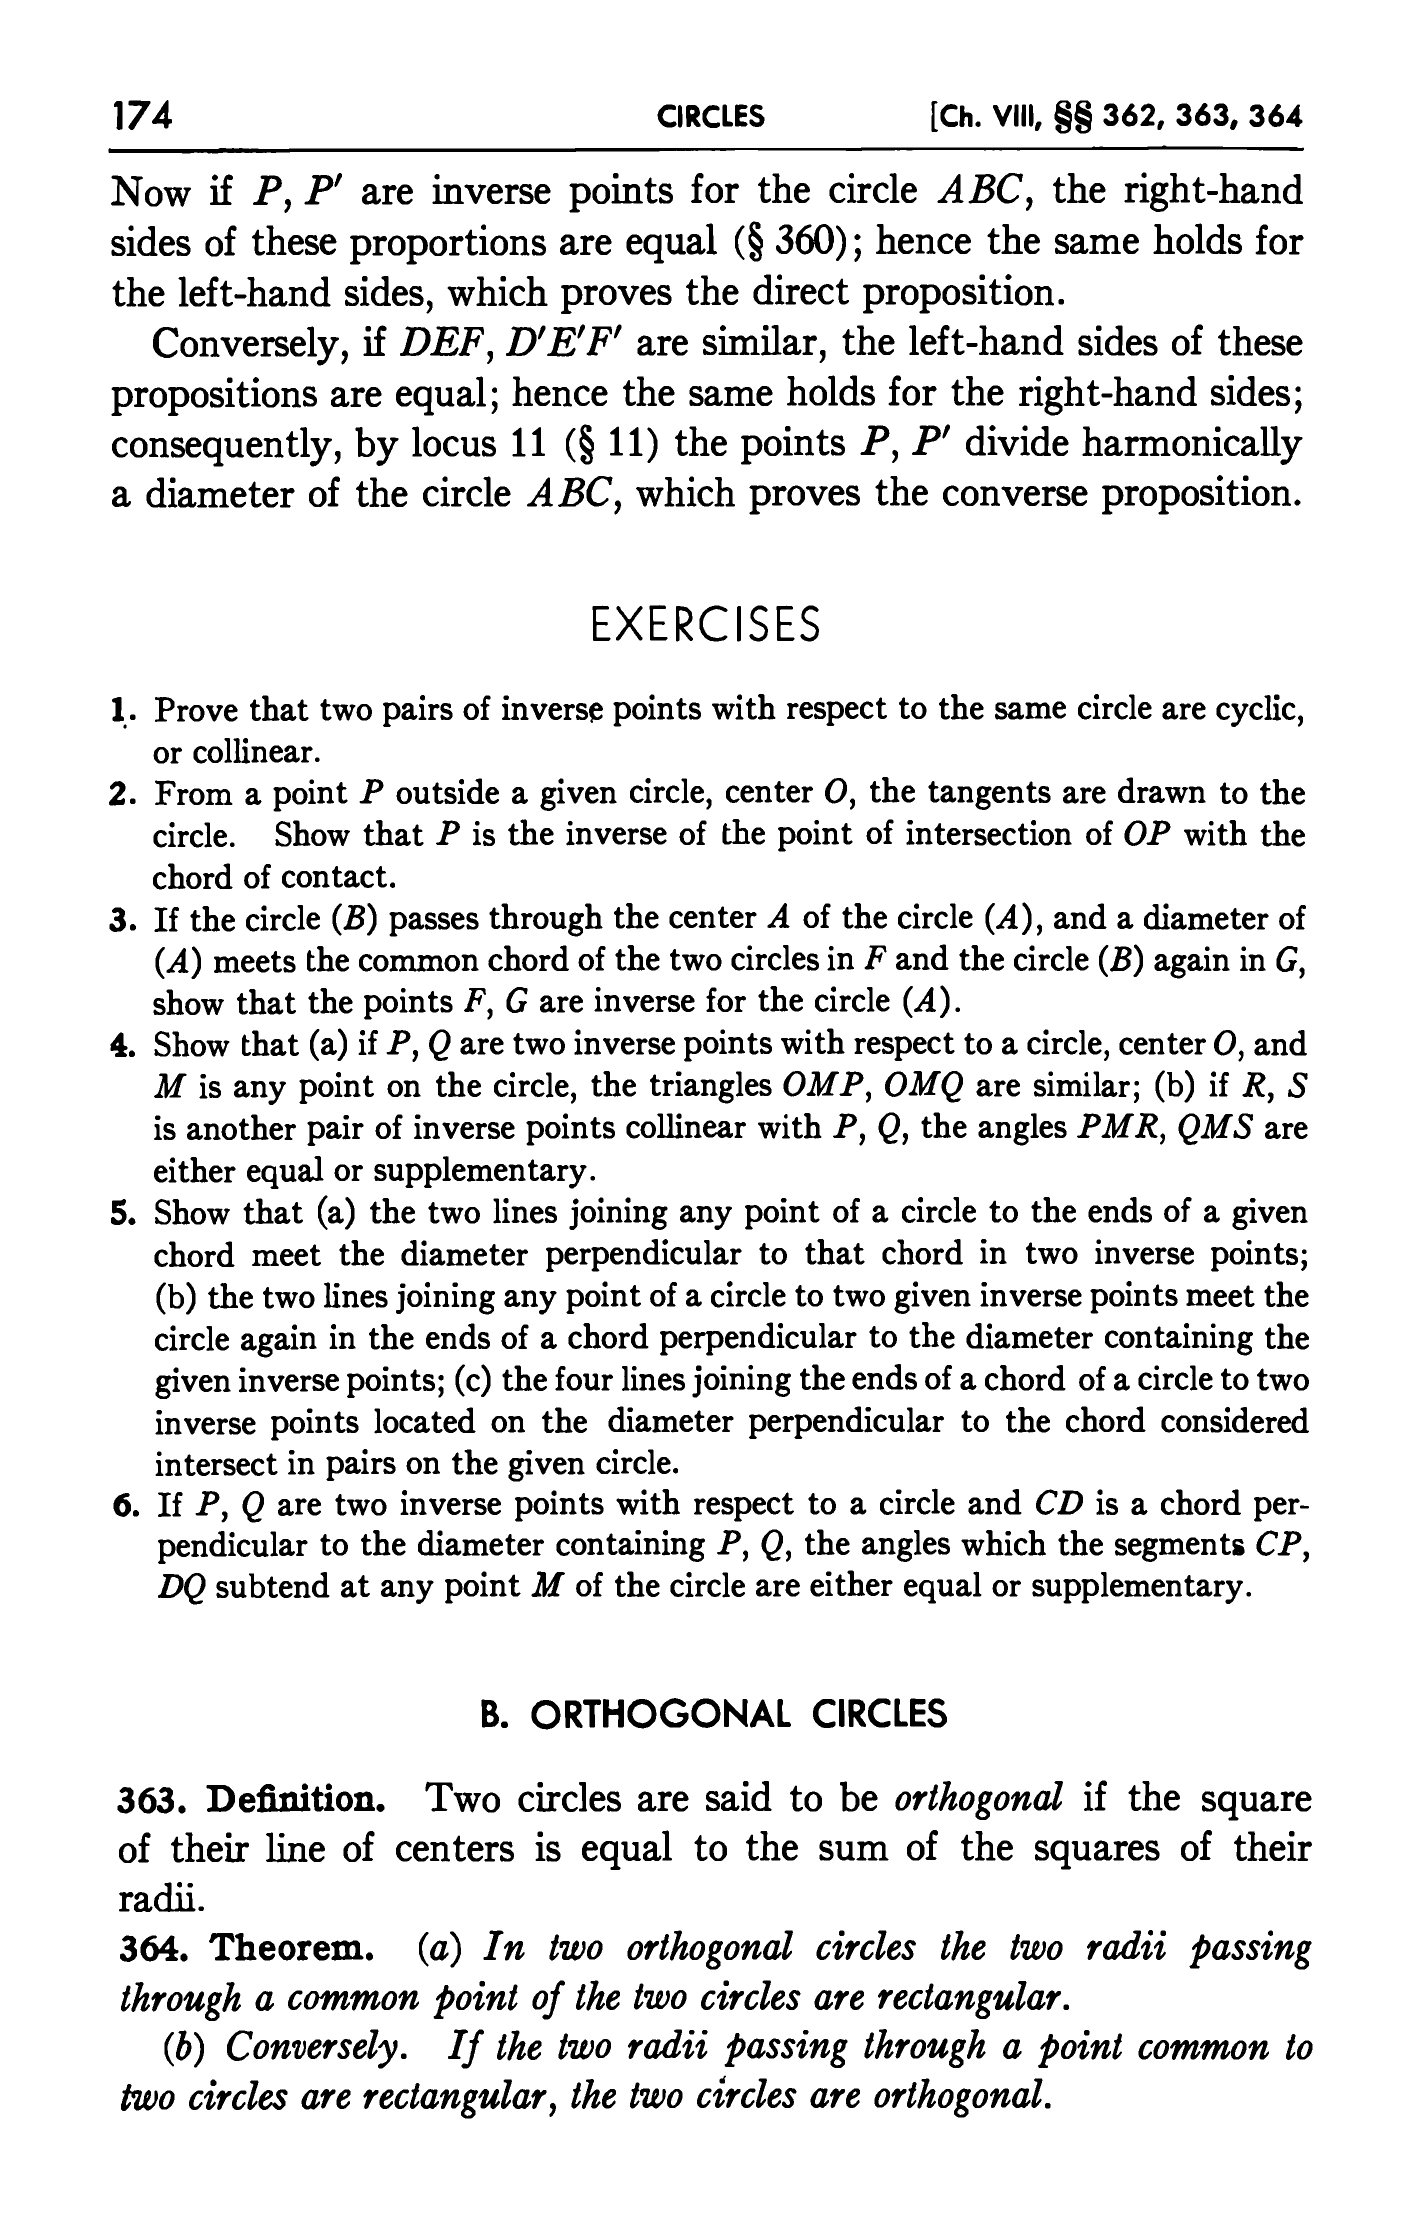 174 CIRCLES [Ch. VIII, §§ 362, 363, 364
Now if P, P′ are inverse points for the circle ABC, the right-hand
sides of these proportions are equal (§ 360); hence the same holds for
the left-hand sides, which proves the direct proposition.
Conversely, if DEF, D′E′F′ are similar, the left-hand sides of these
propositions are equal; hence the same holds for the right-hand sides;
consequently, by locus 11 (§ 11) the points P, P′ divide harmonically
a diameter of the circle ABC, which proves the converse proposition.
EXERCISES
1. Prove that two pairs of inverse points with respect to the same circle are cyclic,
or collinear.
2. From a point P outside a given circle, center O, the tangents are drawn to the
circle. Show that P is the inverse of the point of intersection of OP with the
chord of contact.
3. If the circle (B) passes through the center A of the circle (A), and a diameter of
(A) meets the common chord of the two circles in F and the circle (B) again in G,
show that the points F, G are inverse for the circle (A).
4. Show that (a) if P, Q are two inverse points with respect to a circle, center O, and
M is any point on the circle, the triangles OMP, OMQ are similar; (b) if R, S
is another pair of inverse points collinear with P, Q, the angles PMR, QMS are
either equal or supplementary.
5. Show that (a) the two lines joining any point of a circle to the ends of a given
chord meet the diameter perpendicular to that chord in two inverse points;
(b) the two lines joining any point of a circle to two given inverse points meet the
circle again in the ends of a chord perpendicular to the diameter containing the
given inverse points; (c) the four lines joining the ends of a chord of a circle to two
inverse points located on the diameter perpendicular to the chord considered
intersect in pairs on the given circle.
6. If P, Q are two inverse points with respect to a circle and CD is a chord per-
pendicular to the diameter containing P, Q, the angles which the segments CP,
DQ subtend at any point M of the circle are either equal or supplementary.
B. ORTHOGONAL CIRCLES
363. Definition. Two circles are said to be orthogonal if the square
of their line of centers is equal to the sum of the squares of their
radii.
364. Theorem. (a) In two orthogonal circles the two radii passing
through a common point of the two circles are rectangular.
(b) Conversely. If the two radii passing through a point common to
two circles are rectangular, the two circles are orthogonal.